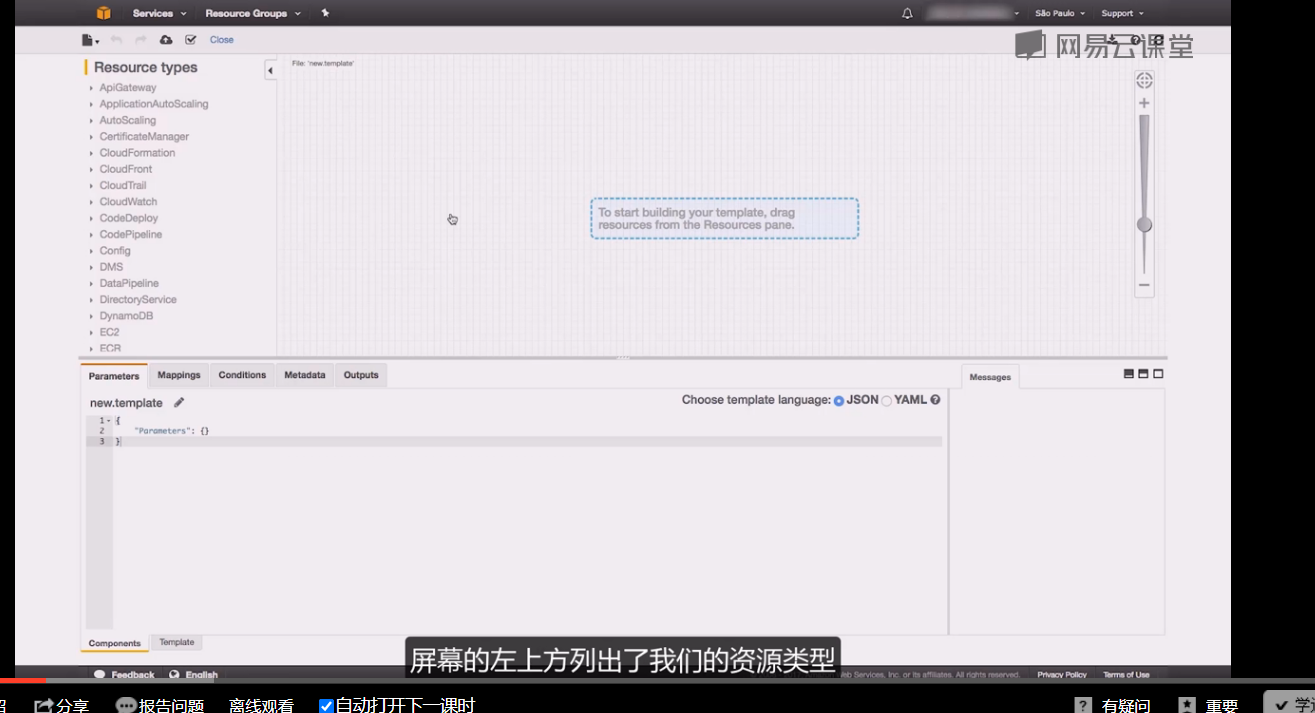 Services
Resource Groups
São Paulo
Support
Close
网易云课堂
Resource types
File: 'new.template'
ApiGateway
ApplicationAutoScaling
AutoScaling
CertificateManager
CloudFormation
CloudFront
CloudTrail
CloudWatch
CodeDeploy
CodePipeline
Config
DMS
DataPipeline
DirectoryService
DynamoDB
EC2
ECR
To start building your template, drag
resources from the Resources pane.
Parameters
Mappings
Conditions
Metadata
Outputs
Messages
new.template
Choose template language: JSON YAML
1 {
2 "Parameters": {}
3 }
Components
Template
屏幕的左上方列出了我们的资源类型
Feedback
English
Web Services, Inc. or its affiliates. All rights reserved.
Privacy Policy
Terms of Use
分享
报告问题
离线观看
自动打开下一课时
有疑问
重要